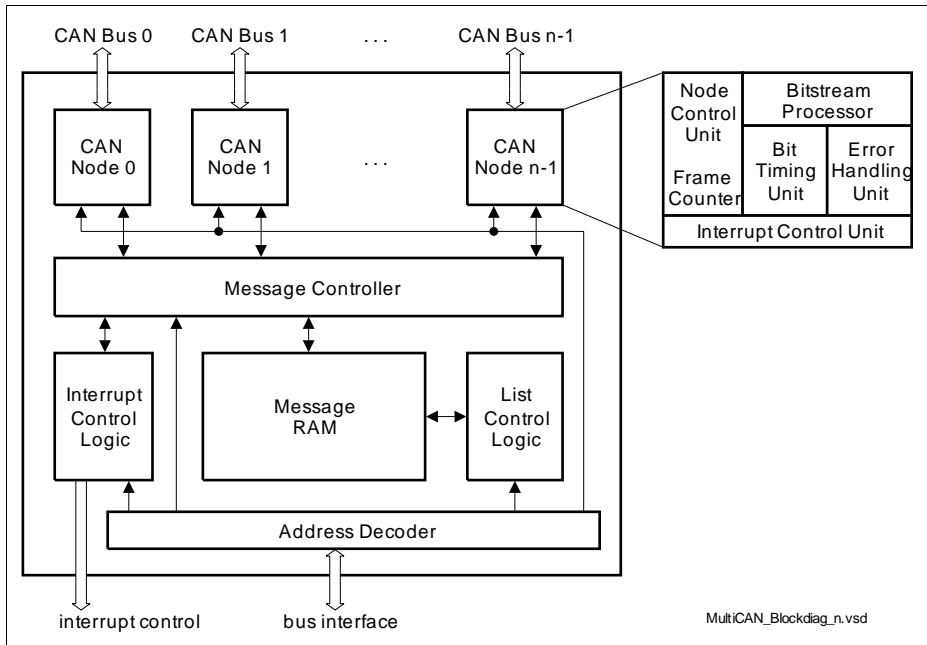 CAN Bus 0
CAN Bus 1
. . .
CAN Bus n-1
CAN
Node 0
CAN
Node 1
. . .
CAN
Node n-1
Node
Control
Unit
Frame
Counter
Bitstream
Processor
Bit
Timing
Unit
Error
Handling
Unit
Interrupt Control Unit
Message Controller
Interrupt
Control
Logic
Message
RAM
List
Control
Logic
Address Decoder
interrupt control
bus interface
MultiCAN_Blockdiag_n.vsd